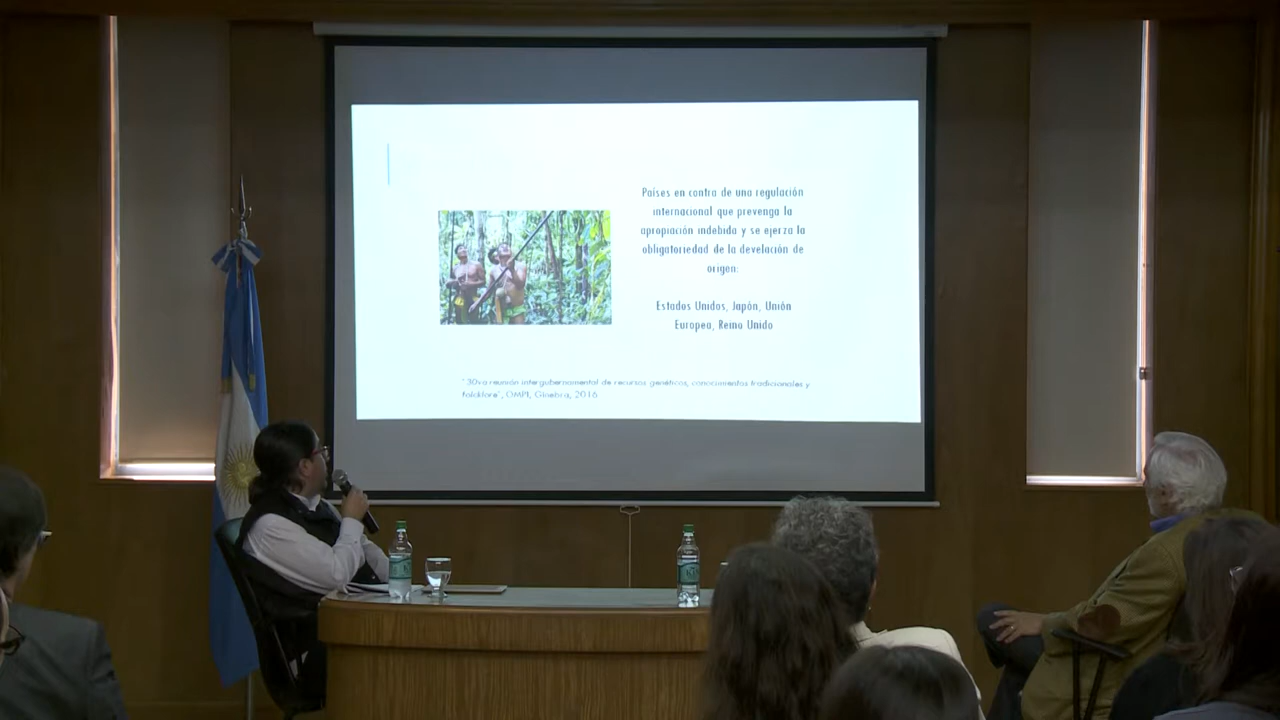 Países en contra de una regulación
internacional que prevenga la
apropiación indebida y se ejerza la
obligatoriedad de la develación de
origen:
Estados Unidos, Japón, Unión
Europea, Reino Unido
"30va reunión intergubernamental de recursos genéticos, conocimientos tradicionales y
folcklore", OMPI, Ginebra, 2016